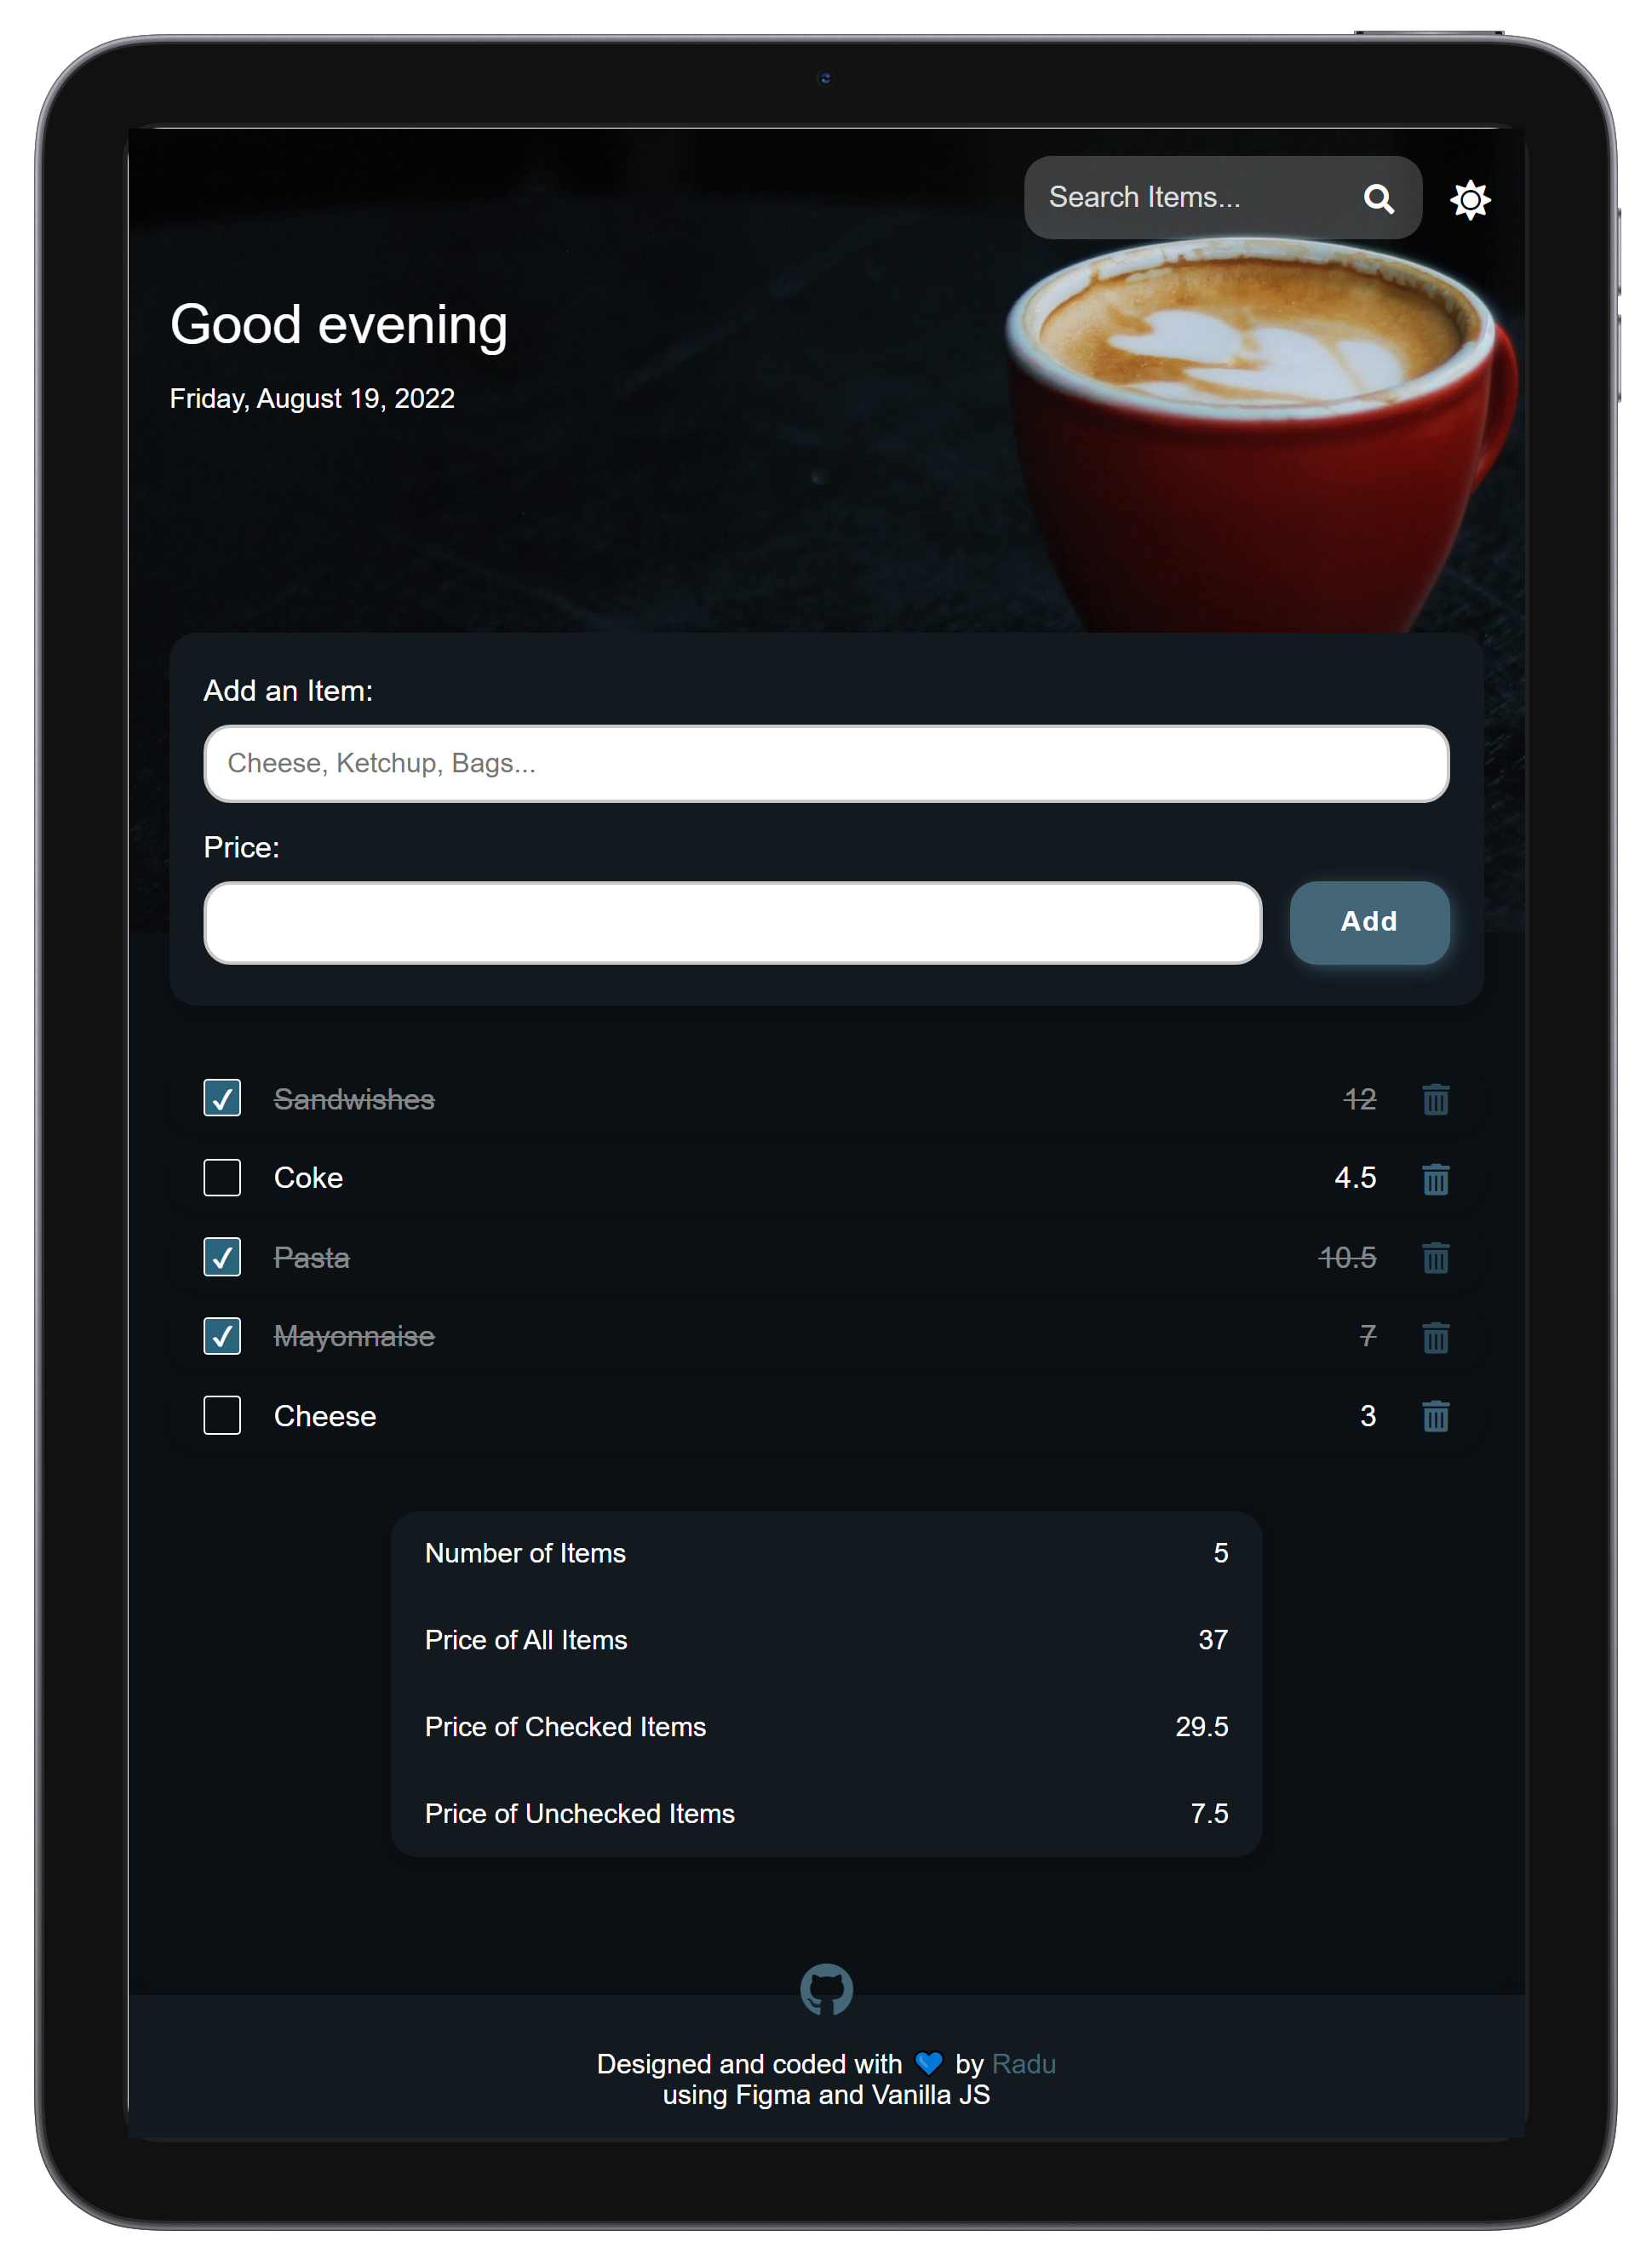 Search Items...
Good evening
Friday, August 19, 2022
Add an Item:
Cheese, Ketchup, Bags...
Price:
Add
Sandwishes 12
Coke 4.5
Pasta 10.5
Mayonnaise 7
Cheese 3
Number of Items 5
Price of All Items 37
Price of Checked Items 29.5
Price of Unchecked Items 7.5
Designed and coded with 💙 by Radu
using Figma and Vanilla JS